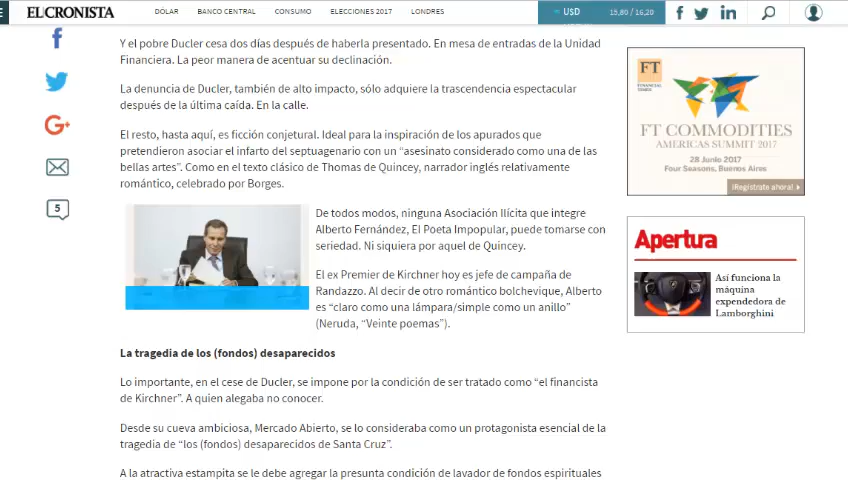 EL CRONISTA
DÓLAR
BANCO CENTRAL
CONSUMO
ELECCIONES 2017
LONDRES
USD
15,80 / 16,20
Y el pobre Ducler cesa dos días después de haberla presentado. En mesa de entradas de la Unidad
Financiera. La peor manera de acentuar su declinación.
La denuncia de Ducler, también de alto impacto, sólo adquiere la trascendencia espectacular
después de la última caída. En la calle.
El resto, hasta aquí, es ficción conjetural. Ideal para la inspiración de los apurados que
pretendieron asociar el infarto del septuagenario con un “asesinato considerado como una de las
bellas artes”. Como en el texto clásico de Thomas de Quincey, narrador inglés relativamente
romántico, celebrado por Borges.
5
De todos modos, ninguna Asociación Ilícita que integre
Alberto Fernández, El Poeta Impopular, puede tomarse con
seriedad. Ni siquiera por aquel de Quincey.
El ex Premier de Kirchner hoy es jefe de campaña de
Randazzo. Al decir de otro romántico bolchevique, Alberto
es “claro como una lámpara/simple como un anillo”
(Neruda, “Veinte poemas”).
La tragedia de los (fondos) desaparecidos
Lo importante, en el cese de Ducler, se impone por la condición de ser tratado como “el financista
de Kirchner”. A quien alegaba no conocer.
Desde su cueva ambiciosa, Mercado Abierto, se lo consideraba como un protagonista esencial de la
tragedia de “los (fondos) desaparecidos de Santa Cruz”.
A la atractiva estampita se le debe agregar la presunta condición de lavador de fondos espirituales
FT
FINANCIAL
TIMES
FT COMMODITIES
AMERICAS SUMMIT 2017
28 Junio 2017
Four Seasons, Buenos Aires
¡Regístrate ahora!
Apertura
Así funciona la
máquina
expendedora de
Lamborghini